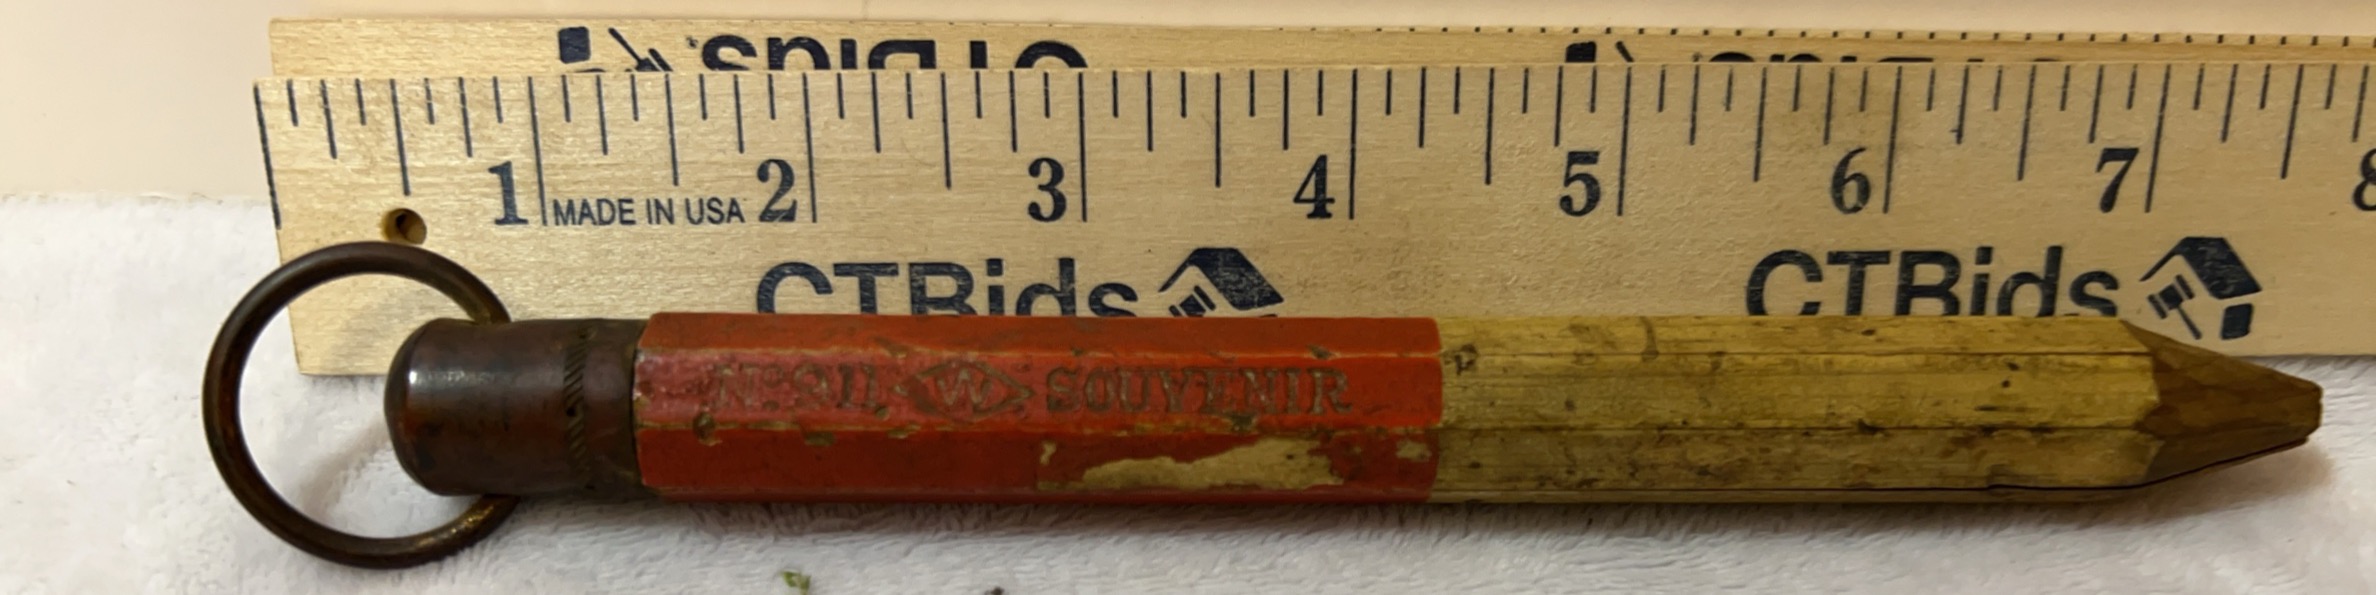 CTBids
1 2 3 4 5 6 7 8
MADE IN USA
CTBids CTBids
Nº 911 W SOUVENIR